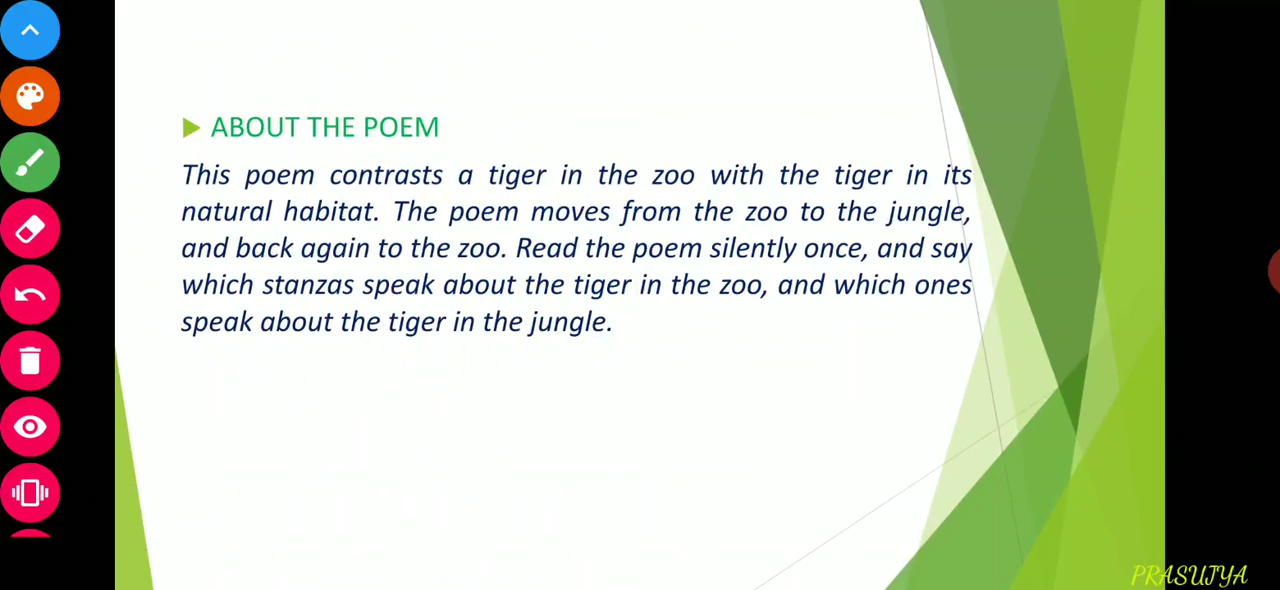 ABOUT THE POEM
This poem contrasts a tiger in the zoo with the tiger in its
natural habitat. The poem moves from the zoo to the jungle,
and back again to the zoo. Read the poem silently once, and say
which stanzas speak about the tiger in the zoo, and which ones
speak about the tiger in the jungle.
PRASUJYA